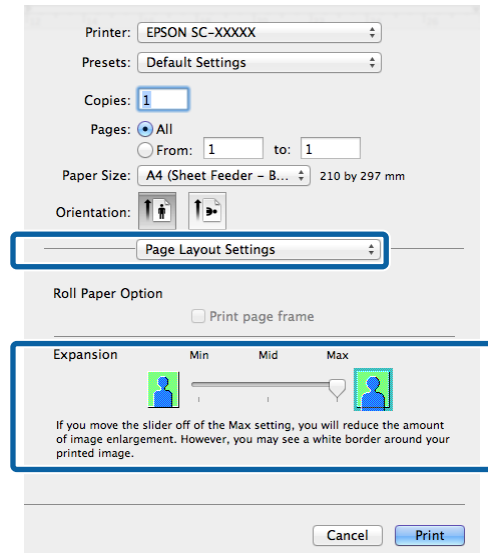 Printer: EPSON SC-XXXXX
Presets: Default Settings
Copies: 1
Pages: All
From: 1 to: 1
Paper Size: A4 (Sheet Feeder – B... 210 by 297 mm
Orientation:
Page Layout Settings
Roll Paper Option
Print page frame
Expansion Min Mid Max
If you move the slider off of the Max setting, you will reduce the amount
of image enlargement. However, you may see a white border around your
printed image.
Cancel Print